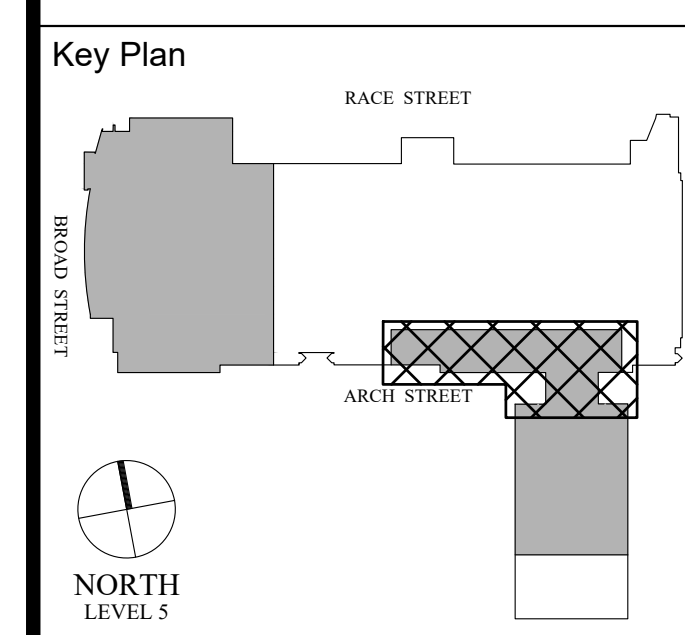 Key Plan
RACE STREET
BROAD STREET
ARCH STREET
NORTH
LEVEL 5